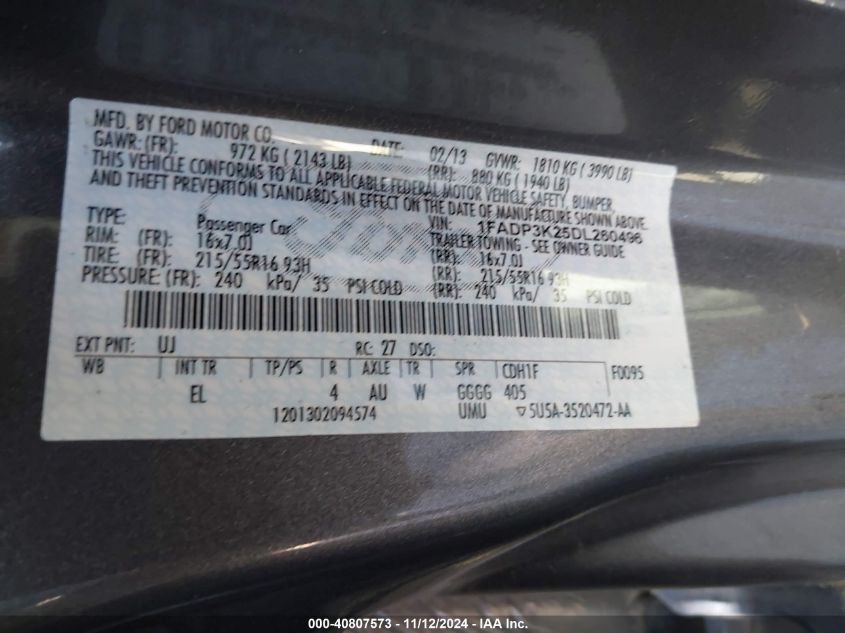 MFD. BY FORD MOTOR CO
DATE: 02/13 GVWR: 1810 KG ( 3990 LB)
GAWR: (FR): 972 KG ( 2143 LB) (RR): 880 KG ( 1940 LB)
THIS VEHICLE CONFORMS TO ALL APPLICABLE FEDERAL MOTOR VEHICLE SAFETY, BUMPER,
AND THEFT PREVENTION STANDARDS IN EFFECT ON THE DATE OF MANUFACTURE SHOWN ABOVE.
VIN: 1FADP3K25DL280496
TYPE: Passenger Car TRAILER TOWING - SEE OWNER GUIDE
RIM: (FR): 16x7.0J (RR): 16x7.0J
TIRE: (FR): 215/55R16 93H (RR): 215/55R16 93H
PRESSURE: (FR): 240 kPa/ 35 PSI COLD (RR): 240 kPa/ 35 PSI COLD
EXT PNT: UJ RC: 27 DSO:
WB INT TR TP/PS R AXLE TR SPR CDH1F F0095
EL 4 AU W GGGG 405
1201302094574 UMU ▽5U5A-3520472-AA
000-40807573 - 11/12/2024 - IAA Inc.